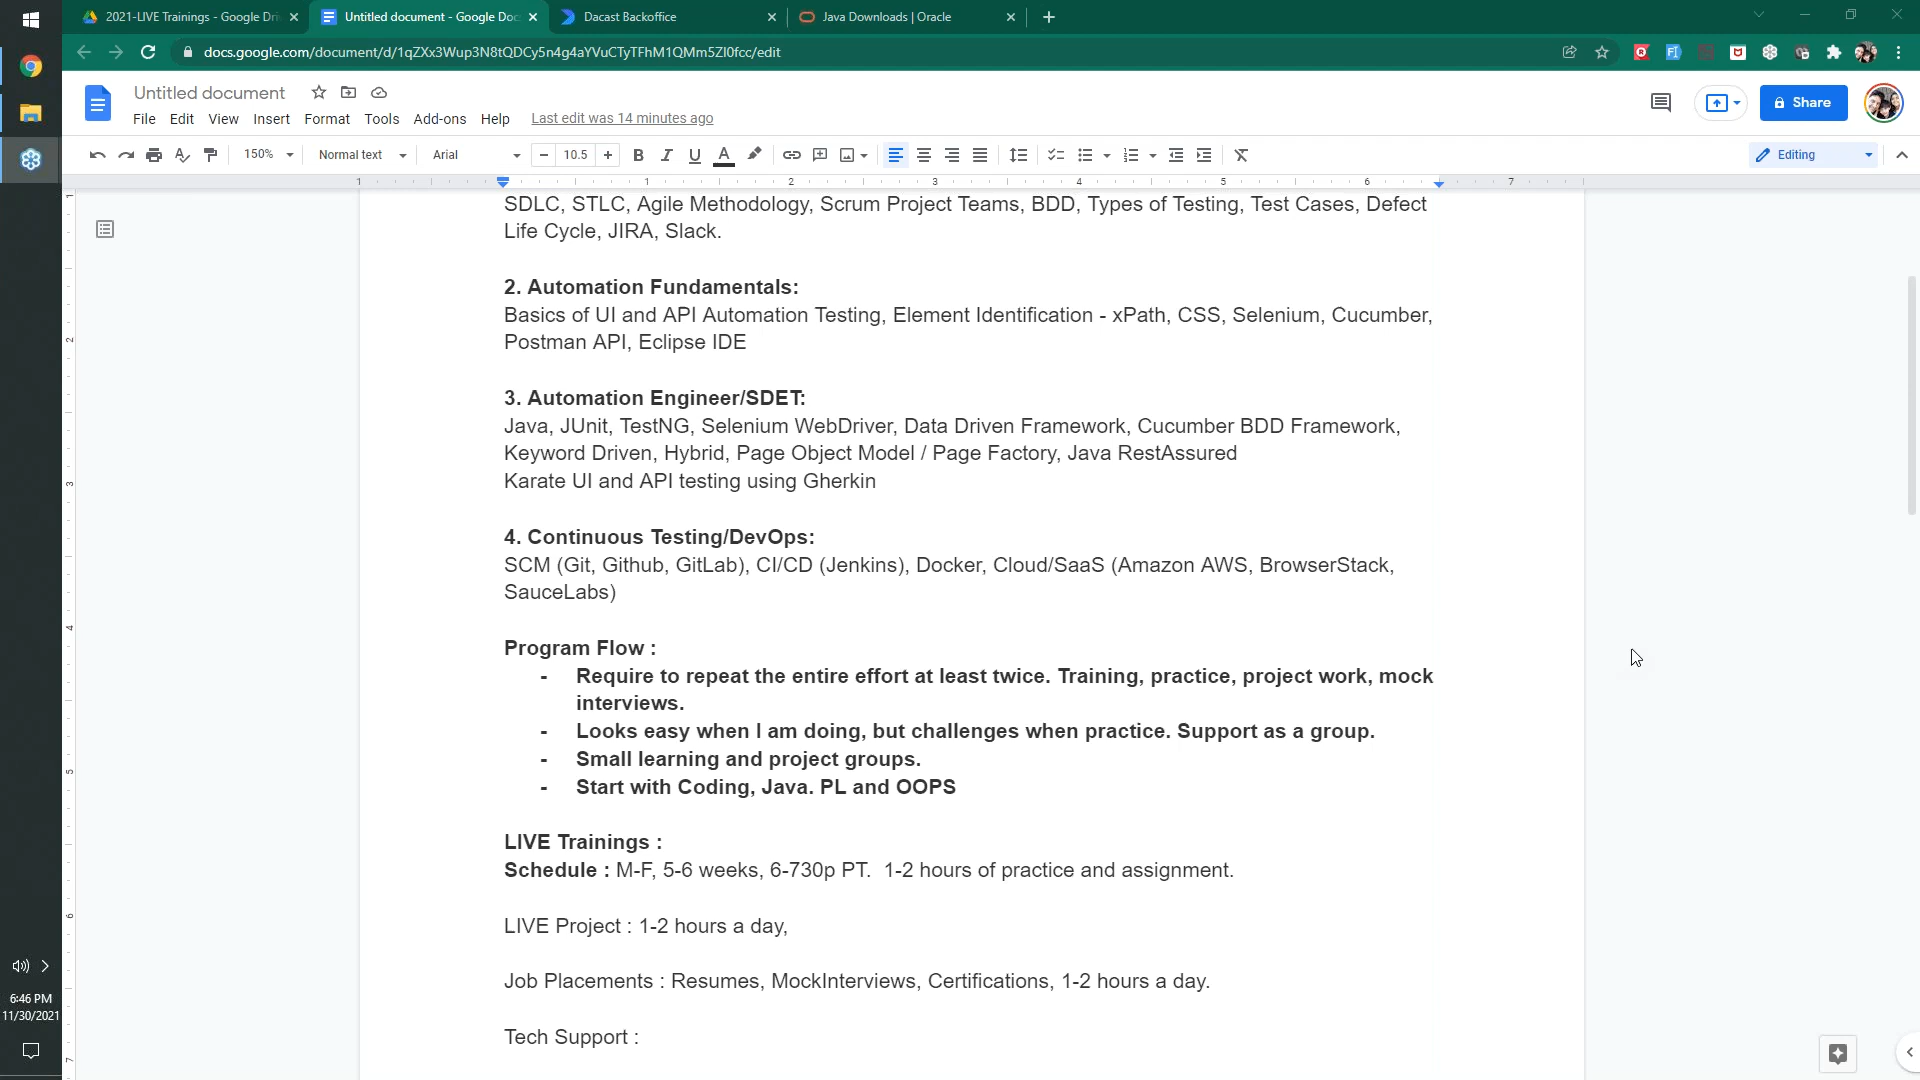 2021-LIVE Trainings - Google Dri
Untitled document - Google Doc
Dacast Backoffice
Java Downloads | Oracle
docs.google.com/document/d/1qZXx3Wup3N8tQDCy5n4g4aYVuCTyTFhM1QMm5Zl0fcc/edit
Untitled document
File Edit View Insert Format Tools Add-ons Help Last edit was 14 minutes ago
Share
150% Normal text Arial 10.5 B I U A Editing
1 1 2 3 4 5 6 7
SDLC, STLC, Agile Methodology, Scrum Project Teams, BDD, Types of Testing, Test Cases, Defect
Life Cycle, JIRA, Slack.
2. Automation Fundamentals:
Basics of UI and API Automation Testing, Element Identification - xPath, CSS, Selenium, Cucumber,
Postman API, Eclipse IDE
3. Automation Engineer/SDET:
Java, JUnit, TestNG, Selenium WebDriver, Data Driven Framework, Cucumber BDD Framework,
Keyword Driven, Hybrid, Page Object Model / Page Factory, Java RestAssured
Karate UI and API testing using Gherkin
4. Continuous Testing/DevOps:
SCM (Git, Github, GitLab), CI/CD (Jenkins), Docker, Cloud/SaaS (Amazon AWS, BrowserStack,
SauceLabs)
Program Flow :
- Require to repeat the entire effort at least twice. Training, practice, project work, mock
interviews.
- Looks easy when I am doing, but challenges when practice. Support as a group.
- Small learning and project groups.
- Start with Coding, Java. PL and OOPS
LIVE Trainings :
Schedule : M-F, 5-6 weeks, 6-730p PT.  1-2 hours of practice and assignment.
LIVE Project : 1-2 hours a day,
Job Placements : Resumes, MockInterviews, Certifications, 1-2 hours a day.
Tech Support :
6:46 PM
11/30/2021